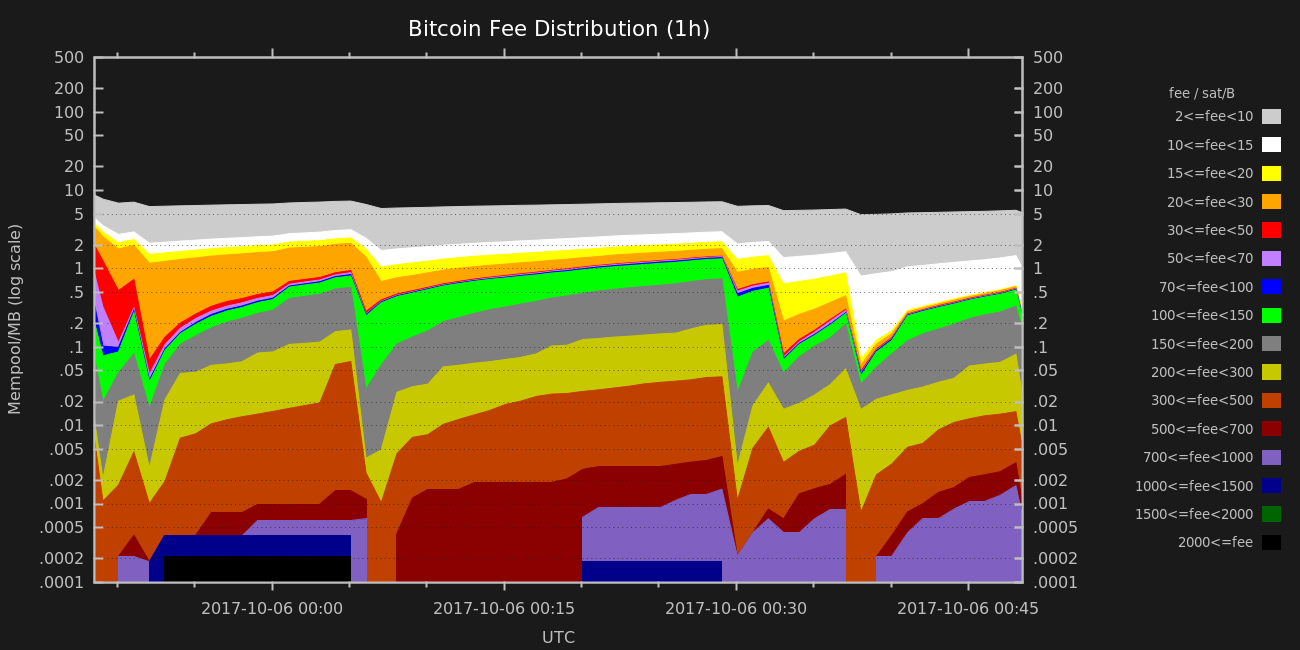 Bitcoin Fee Distribution (1h)
500
200
100
50
20
10
5
2
1
.5
.2
.1
.05
.02
.01
.005
.002
.001
.0005
.0002
.0001
Mempool/MB (log scale)
500
200
100
50
20
10
5
2
1
.5
.2
.1
.05
.02
.01
.005
.002
.001
.0005
.0002
.0001
2017-10-06 00:00
2017-10-06 00:15
2017-10-06 00:30
2017-10-06 00:45
UTC
fee / sat/B
2<=fee<10
10<=fee<15
15<=fee<20
20<=fee<30
30<=fee<50
50<=fee<70
70<=fee<100
100<=fee<150
150<=fee<200
200<=fee<300
300<=fee<500
500<=fee<700
700<=fee<1000
1000<=fee<1500
1500<=fee<2000
2000<=fee